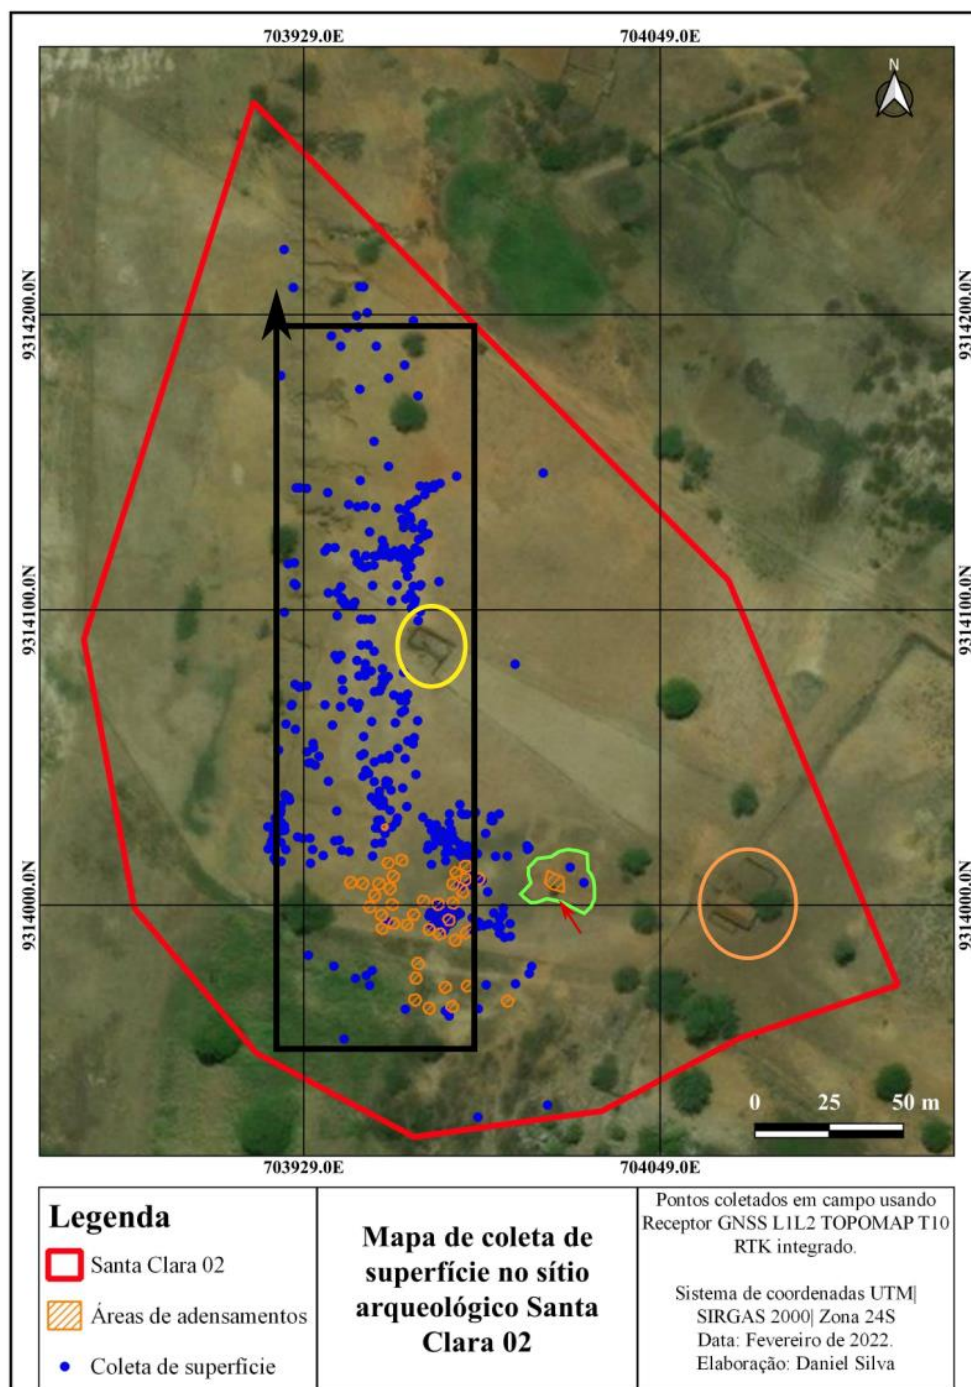 703929.0E
704049.0E
N
9314200.0N
9314200.0N
9314100.0N
9314100.0N
9314000.0N
9314000.0N
0 25 50 m
703929.0E
704049.0E
Legenda
Santa Clara 02
Áreas de adensamentos
Coleta de superfície
Mapa de coleta de
superfície no sítio
arqueológico Santa
Clara 02
Pontos coletados em campo usando
Receptor GNSS L1L2 TOPOMAP T10
RTK integrado.
Sistema de coordenadas UTM|
SIRGAS 2000| Zona 24S
Data: Fevereiro de 2022.
Elaboração: Daniel Silva